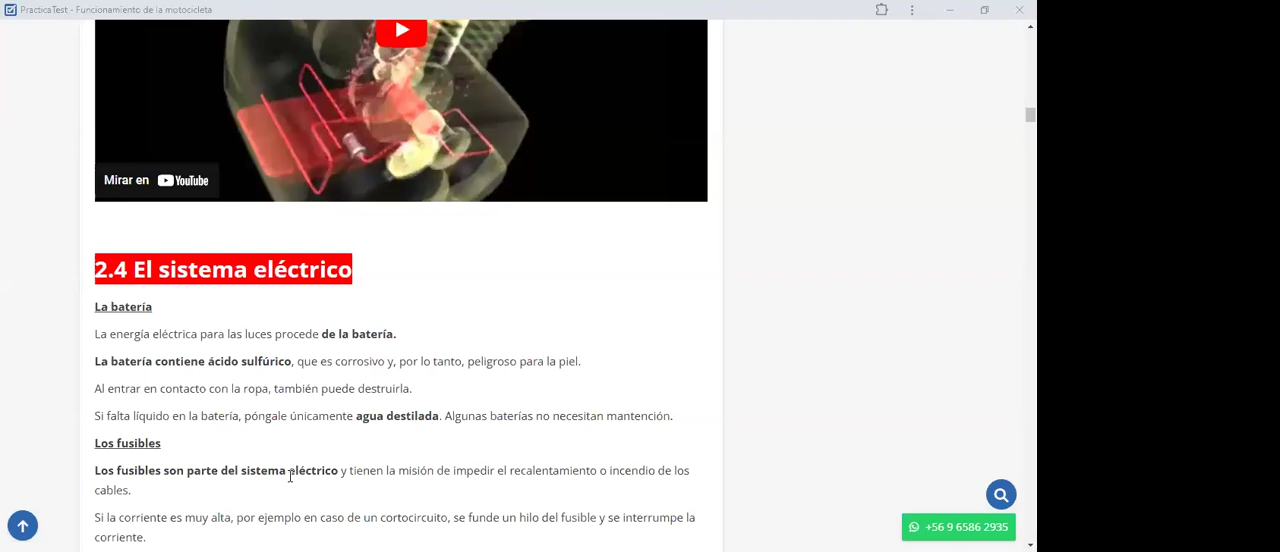 PracticaTest - Funcionamiento de la motocicleta
Mirar en YouTube
2.4 El sistema eléctrico
La batería
La energía eléctrica para las luces procede de la batería.
La batería contiene ácido sulfúrico, que es corrosivo y, por lo tanto, peligroso para la piel.
Al entrar en contacto con la ropa, también puede destruirla.
Si falta líquido en la batería, póngale únicamente agua destilada. Algunas baterías no necesitan mantención.
Los fusibles
Los fusibles son parte del sistema eléctrico y tienen la misión de impedir el recalentamiento o incendio de los
cables.
Si la corriente es muy alta, por ejemplo en caso de un cortocircuito, se funde un hilo del fusible y se interrumpe la
corriente.
+56 9 6586 2935